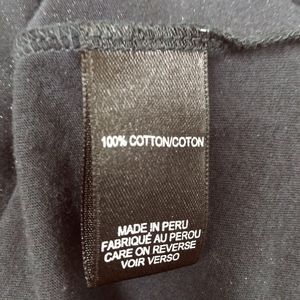 100% COTTON/COTON
MADE IN PERU
FABRIQUÉ AU PEROU
CARE ON REVERSE
VOIR VERSO